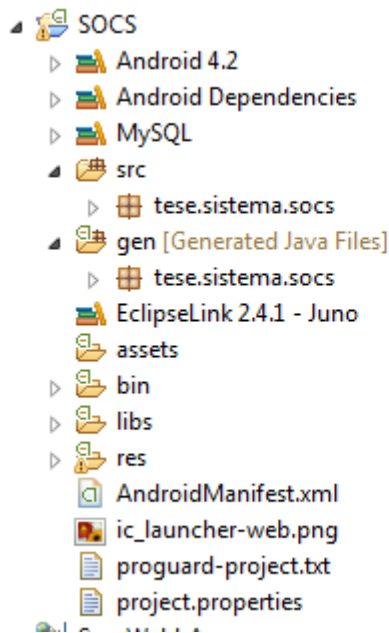 SOCS
Android 4.2
Android Dependencies
MySQL
src
tese.sistema.socs
gen [Generated Java Files]
tese.sistema.socs
EclipseLink 2.4.1 - Juno
assets
bin
libs
res
AndroidManifest.xml
ic_launcher-web.png
proguard-project.txt
project.properties